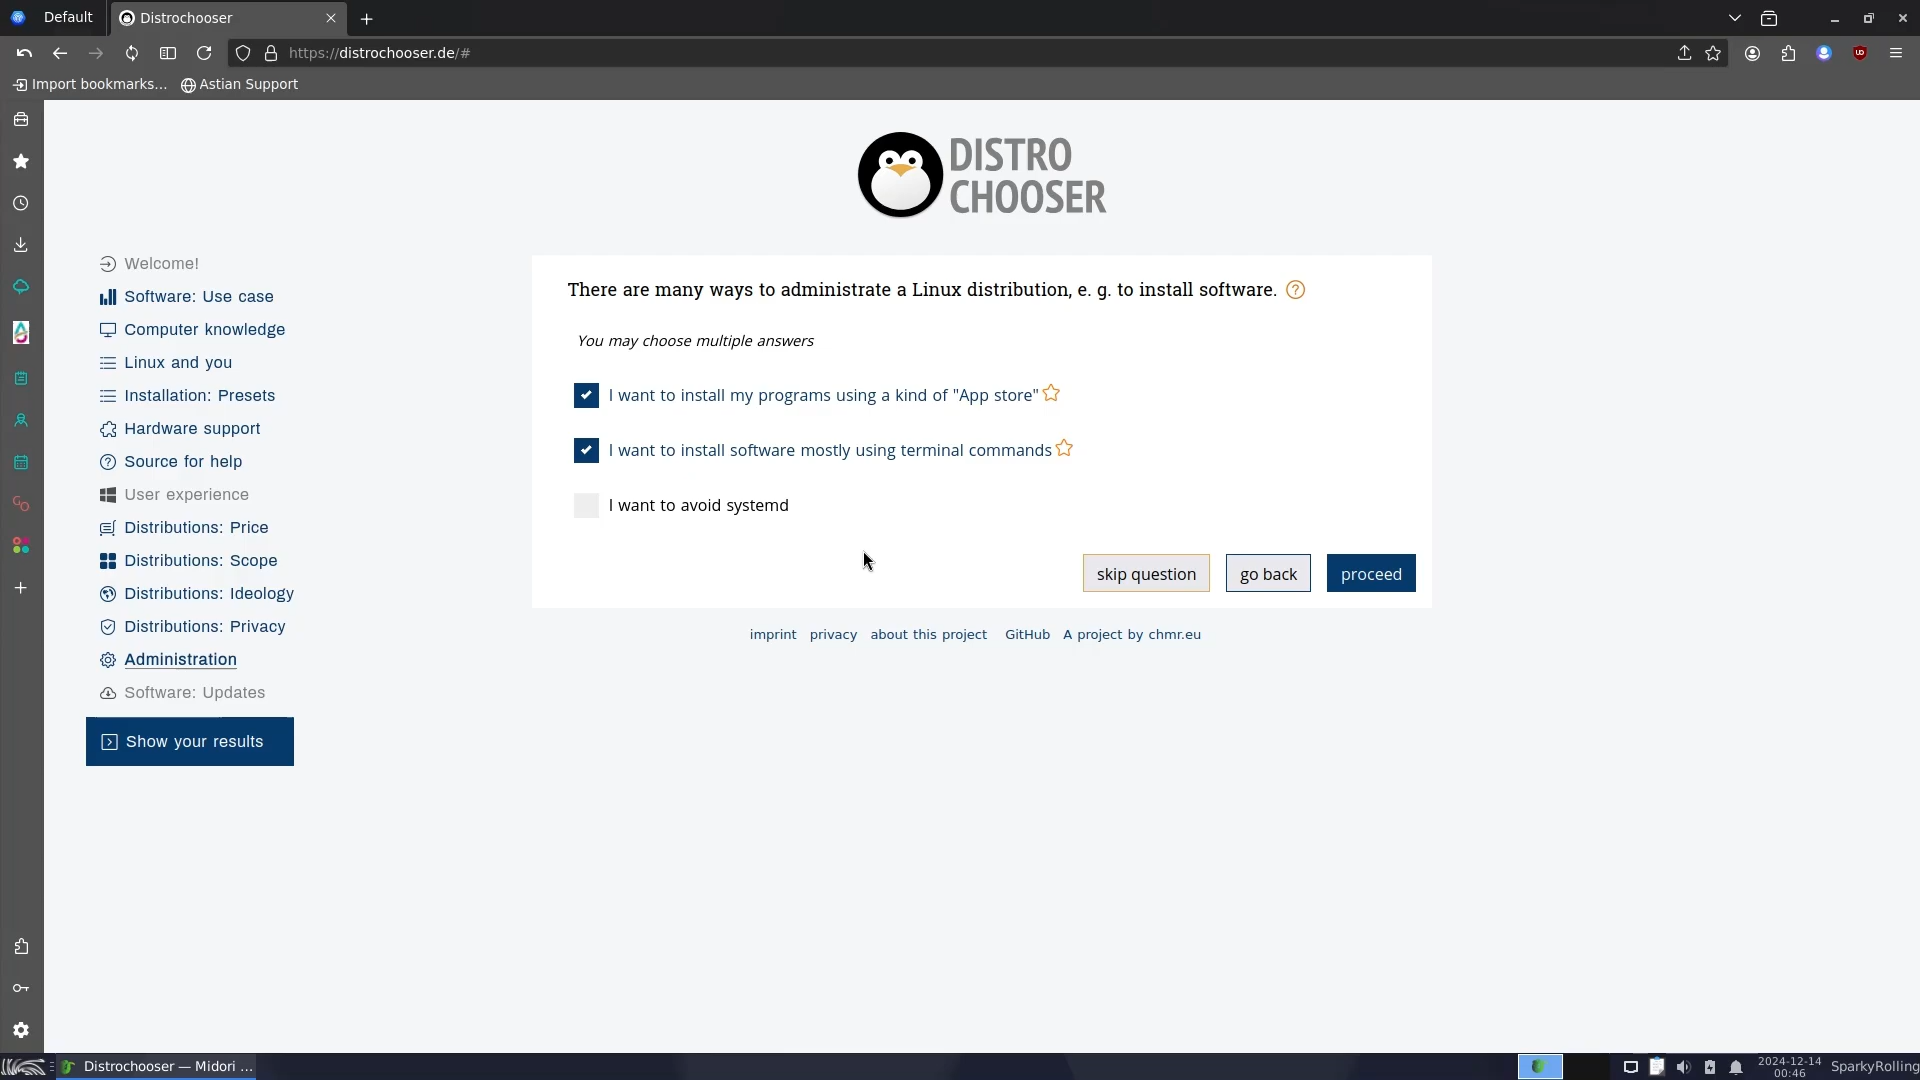 Default
Distrochooser
https://distrochooser.de/#
Import bookmarks...
Astian Support
DISTRO
CHOOSER
Welcome!
Software: Use case
Computer knowledge
Linux and you
Installation: Presets
Hardware support
Source for help
User experience
Distributions: Price
Distributions: Scope
Distributions: Ideology
Distributions: Privacy
Administration
Software: Updates
Show your results
There are many ways to administrate a Linux distribution, e. g. to install software.
You may choose multiple answers
I want to install my programs using a kind of "App store"
I want to install software mostly using terminal commands
I want to avoid systemd
skip question
go back
proceed
imprint privacy about this project GitHub A project by chmr.eu
Distrochooser — Midori ...
2024-12-14
00:46
SparkyRolling